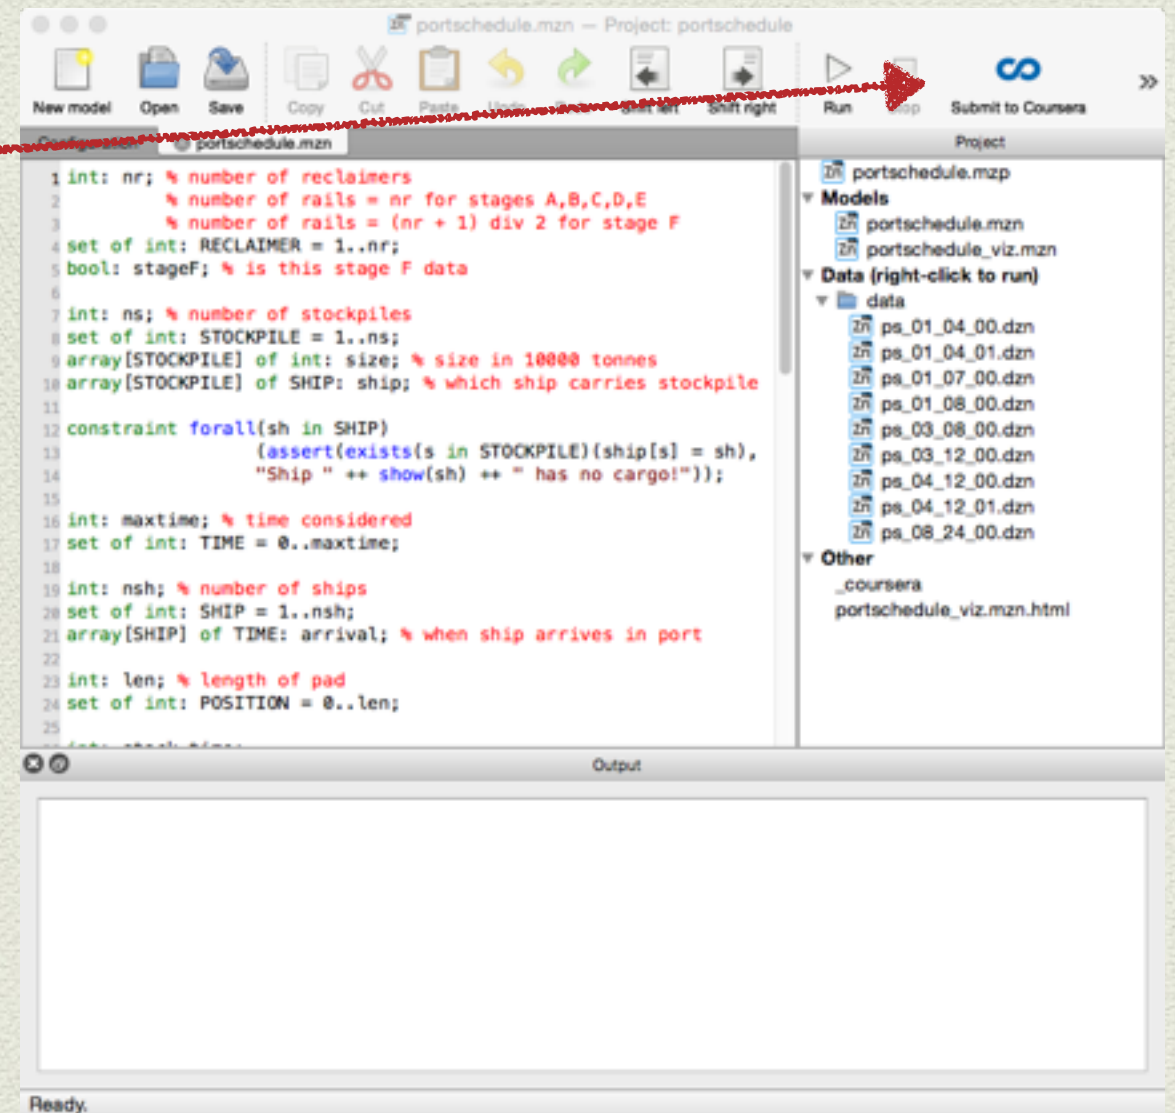 portschedule.mzn — Project: portschedule
New model Open Save Copy Cut Paste Undo Shift left Shift right Run Stop Submit to Coursera »
Configuration portschedule.mzn
Project
1 int: nr; % number of reclaimers
2 % number of rails = nr for stages A,B,C,D,E
3 % number of rails = (nr + 1) div 2 for stage F
4 set of int: RECLAIMER = 1..nr;
5 bool: stageF; % is this stage F data
6
7 int: ns; % number of stockpiles
8 set of int: STOCKPILE = 1..ns;
9 array[STOCKPILE] of int: size; % size in 10000 tonnes
10 array[STOCKPILE] of SHIP: ship; % which ship carries stockpile
11
12 constraint forall(sh in SHIP)
13 (assert(exists(s in STOCKPILE)(ship[s] = sh),
14 "Ship " ++ show(sh) ++ " has no cargo!"));
15
16 int: maxtime; % time considered
17 set of int: TIME = 0..maxtime;
18
19 int: nsh; % number of ships
20 set of int: SHIP = 1..nsh;
21 array[SHIP] of TIME: arrival; % when ship arrives in port
22
23 int: len; % length of pad
24 set of int: POSITION = 0..len;
25
portschedule.mzp
Models
portschedule.mzn
portschedule_viz.mzn
Data (right-click to run)
data
ps_01_04_00.dzn
ps_01_04_01.dzn
ps_01_07_00.dzn
ps_01_08_00.dzn
ps_03_08_00.dzn
ps_03_12_00.dzn
ps_04_12_00.dzn
ps_04_12_01.dzn
ps_08_24_00.dzn
Other
_coursera
portschedule_viz.mzn.html
Output
Ready.